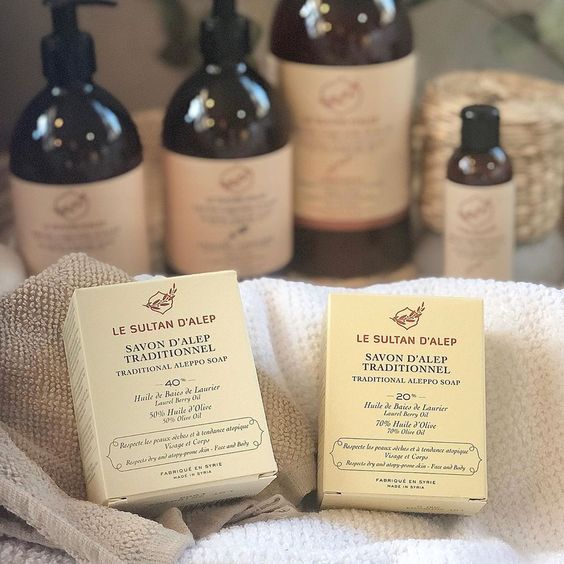 LE SULTAN D'ALEP
SAVON D'ALEP
TRADITIONNEL
TRADITIONAL ALEPPO SOAP
40%
Huile de Baies de Laurier
Laurel Berry Oil
50% Huile d'Olive
50% Olive Oil
Respecte les peaux sèches et à tendance atopique
Visage et Corps
Respects dry and atopy-prone skin - Face and Body
FABRIQUÉ EN SYRIE
MADE IN SYRIA
LE SULTAN D'ALEP
SAVON D'ALEP
TRADITIONNEL
TRADITIONAL ALEPPO SOAP
20%
Huile de Baies de Laurier
Laurel Berry Oil
70% Huile d'Olive
70% Olive Oil
Respecte les peaux sèches et à tendance atopique
Visage et Corps
Respects dry and atopy-prone skin - Face and Body
FABRIQUÉ EN SYRIE
MADE IN SYRIA